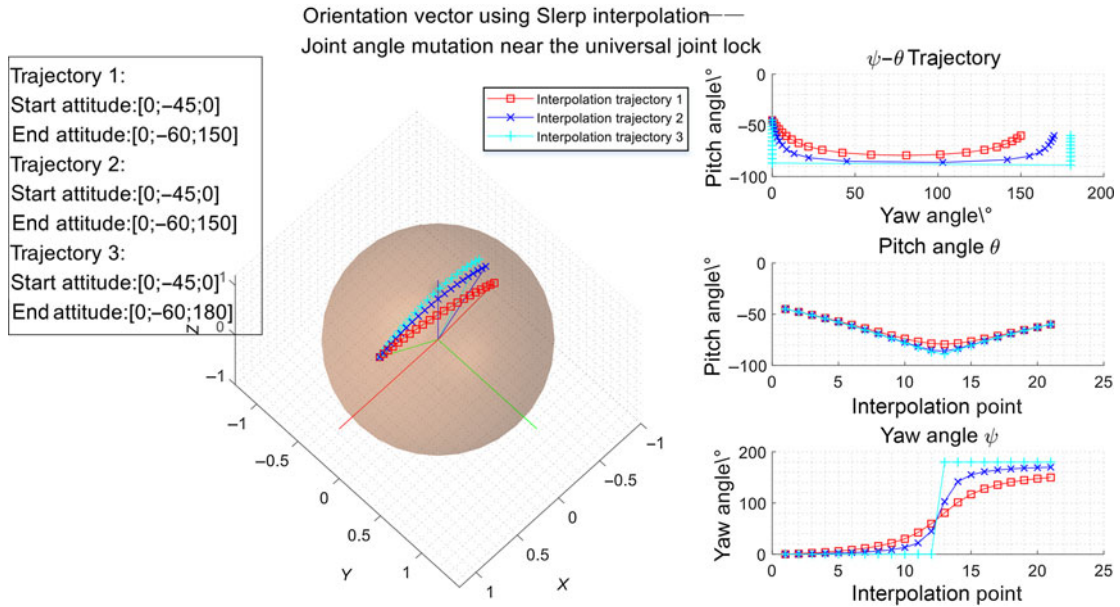 Orientation vector using Slerp interpolation——
Joint angle mutation near the universal joint lock
Trajectory 1:
Start attitude:[0;–45;0]
End attitude:[0;–60;150]
Trajectory 2:
Start attitude:[0;–45;0]
End attitude:[0;–60;150]
Trajectory 3:
Start attitude:[0;–45;0]
End attitude:[0;–60;180]
Interpolation trajectory 1
Interpolation trajectory 2
Interpolation trajectory 3
1
0
–1
Z
–1
–0.5
0
0.5
1
Y
–1
–0.5
0
0.5
1
X
ψ–θ Trajectory
Pitch angle\°
0
–50
–100
0 50 100 150 200
Yaw angle\°
Pitch angle θ
Pitch angle\°
0
–50
–100
0 5 10 15 20 25
Interpolation point
Yaw angle ψ
Yaw angle\°
200
100
0
0 5 10 15 20 25
Interpolation point